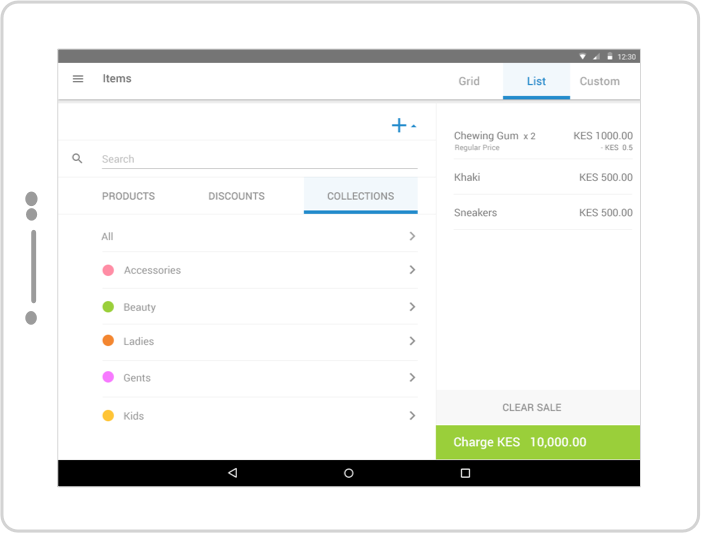 12:30
Items
Grid
List
Custom
Search
PRODUCTS
DISCOUNTS
COLLECTIONS
All
Accessories
Beauty
Ladies
Gents
Kids
Chewing Gum x 2 KES 1000.00
Regular Price - KES 0.5
Khaki KES 500.00
Sneakers KES 500.00
CLEAR SALE
Charge KES 10,000.00